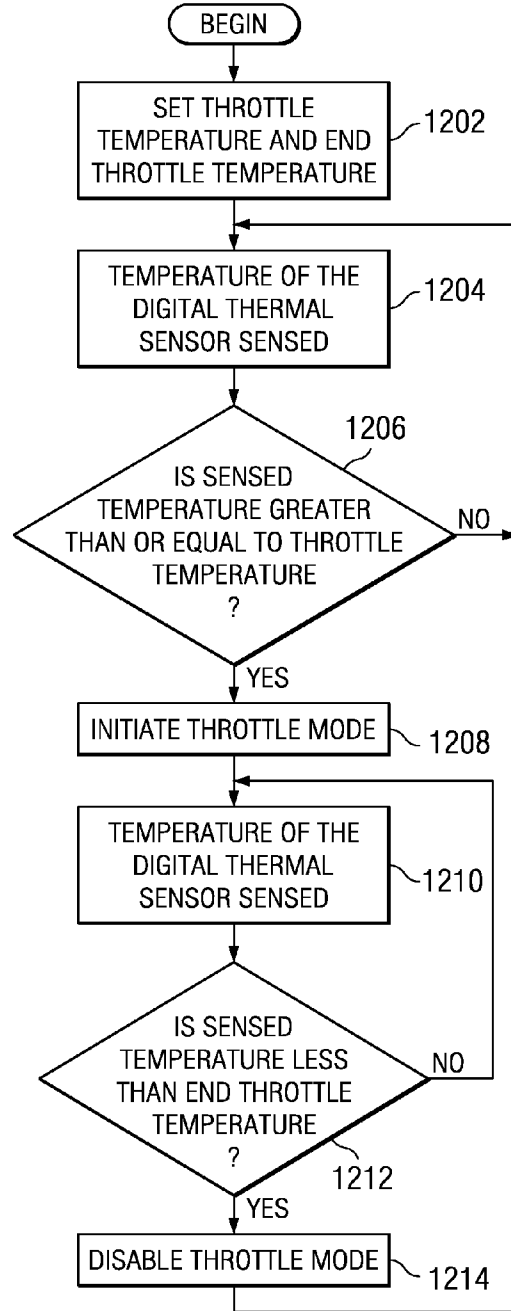 BEGIN
SET THROTTLE
TEMPERATURE AND END
THROTTLE TEMPERATURE
1202
TEMPERATURE OF THE
DIGITAL THERMAL
SENSOR SENSED
1204
1206
IS SENSED
TEMPERATURE GREATER
THAN OR EQUAL TO THROTTLE
TEMPERATURE
?
NO
YES
INITIATE THROTTLE MODE
1208
TEMPERATURE OF THE
DIGITAL THERMAL
SENSOR SENSED
1210
IS SENSED
TEMPERATURE LESS
THAN END THROTTLE
TEMPERATURE
?
NO
1212
YES
DISABLE THROTTLE MODE
1214